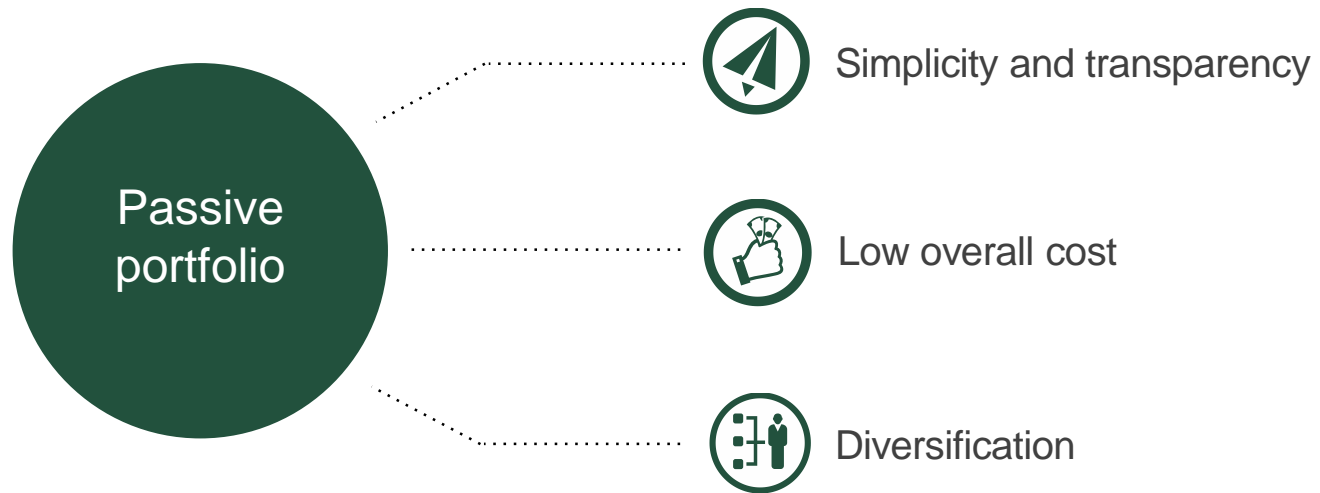 Passive
portfolio
Simplicity and transparency
Low overall cost
Diversification